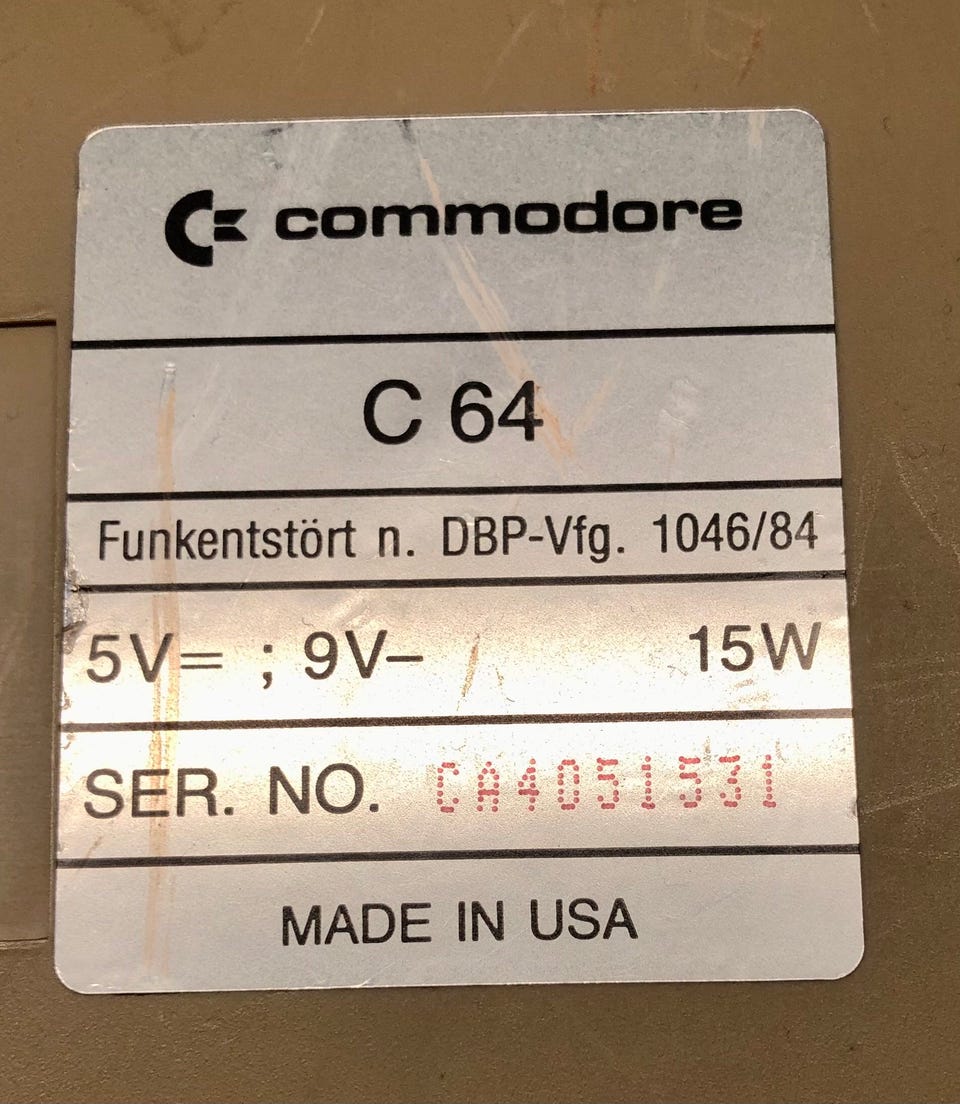 commodore
C 64
Funkentstört n. DBP-Vfg. 1046/84
5V= ; 9V– 15W
SER. NO. CA4051531
MADE IN USA